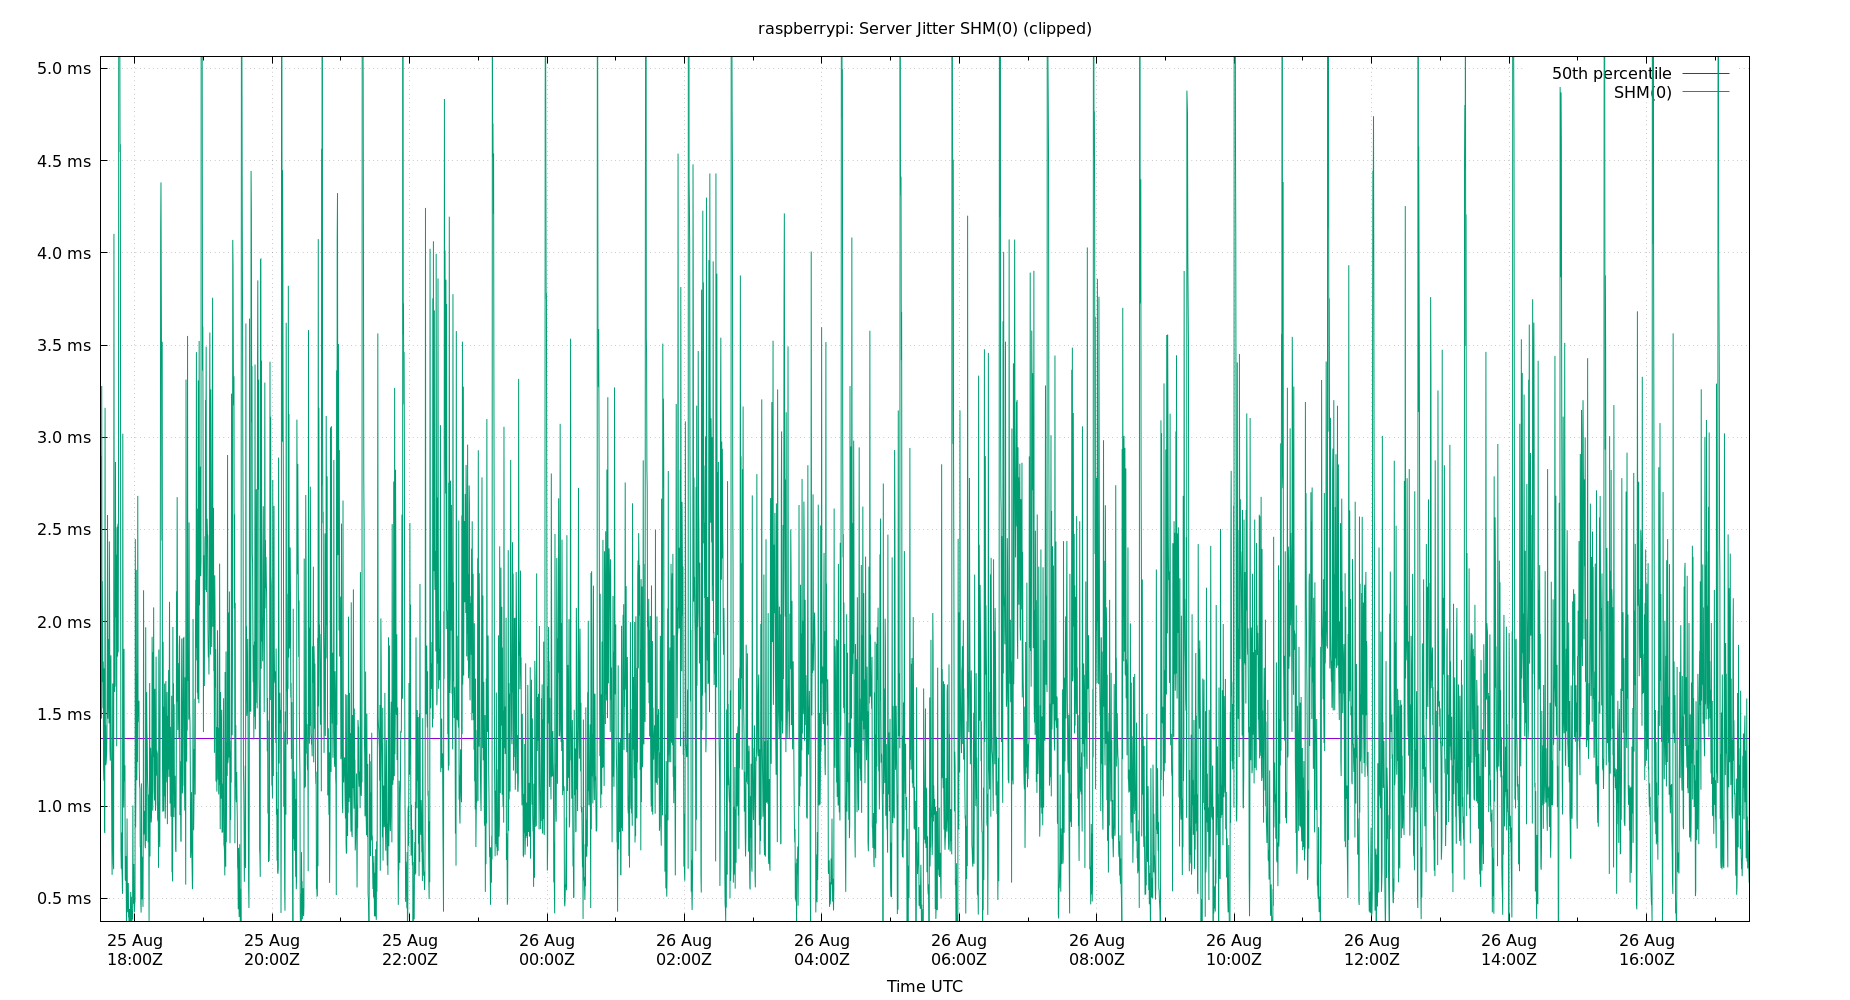 raspberrypi: Server Jitter SHM(0) (clipped)
50th percentile
SHM(0)
5.0 ms
4.5 ms
4.0 ms
3.5 ms
3.0 ms
2.5 ms
2.0 ms
1.5 ms
1.0 ms
0.5 ms
25 Aug 25 Aug 25 Aug 26 Aug 26 Aug 26 Aug 26 Aug 26 Aug 26 Aug 26 Aug 26 Aug 26 Aug
18:00Z 20:00Z 22:00Z 00:00Z 02:00Z 04:00Z 06:00Z 08:00Z 10:00Z 12:00Z 14:00Z 16:00Z
Time UTC